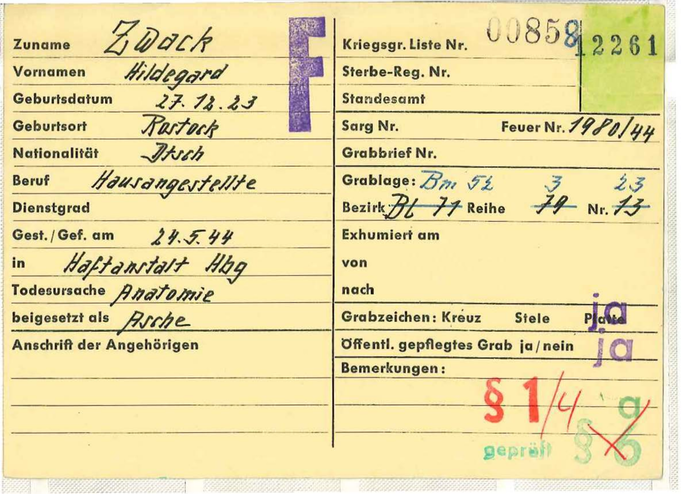 Zuname Zwack
Vornamen Hildegard
Geburtsdatum 27.12.23
Geburtsort Rostock
Nationalität Dtsch
Beruf Hausangestellte
Dienstgrad
Gest./Gef. am 24.5.44
in Haftanstalt Hbg
Todesursache Anatomie
beigesetzt als Asche
Anschrift der Angehörigen
F
Kriegsgr. Liste Nr. 00858 12261
Sterbe-Reg. Nr.
Standesamt
Sarg Nr. Feuer Nr. 1980/44
Grabbrief Nr.
Grablage: Bm 52 3 23
Bezirk Bl 71 Reihe 79 Nr. 13
Exhumiert am
von
nach
Grabzeichen: Kreuz Stele Platte ja
Öffentl. gepflegtes Grab ja/nein ja
Bemerkungen:
§ 1/4 a
geprüft § 6